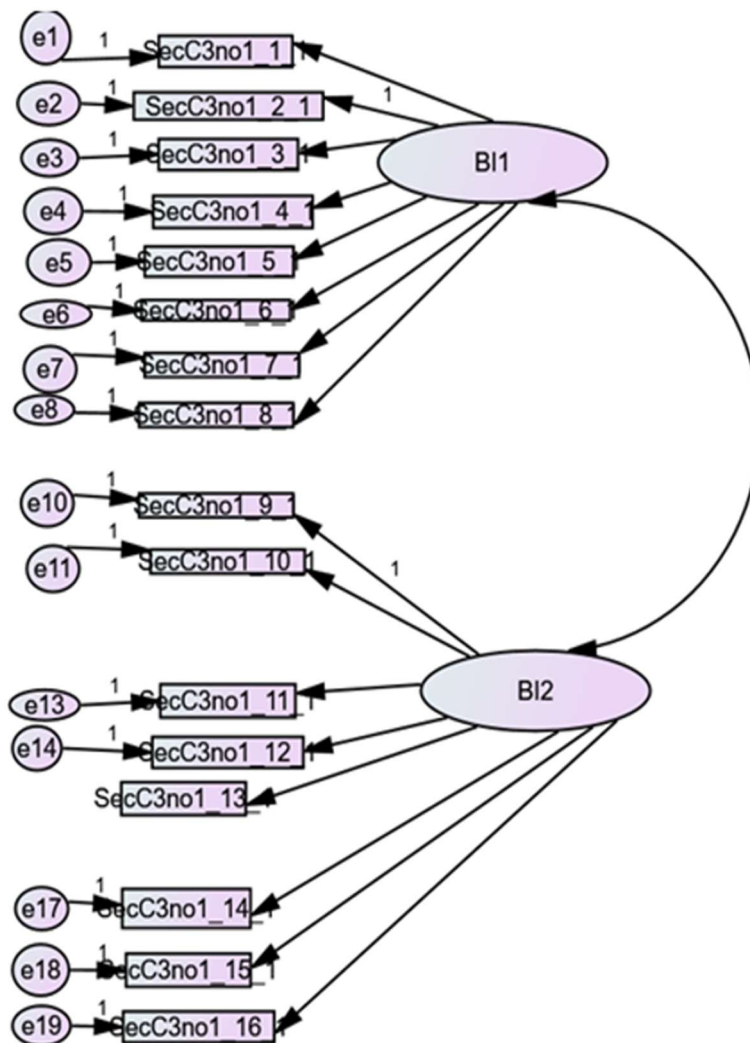 e1 1 SecC3no1_1_1
e2 1 SecC3no1_2_1 1
e3 1 SecC3no1_3_1 BI1
e4 1 SecC3no1_4_1
e5 1 SecC3no1_5_1
e6 1 SecC3no1_6_1
e7 1 SecC3no1_7_1
e8 1 SecC3no1_8_1
e10 1 SecC3no1_9_1
e11 1 SecC3no1_10_1 1
e13 1 SecC3no1_11_1 BI2
e14 1 SecC3no1_12_1
SecC3no1_13_1
e17 1 SecC3no1_14_1
e18 1 SecC3no1_15_1
e19 1 SecC3no1_16_1